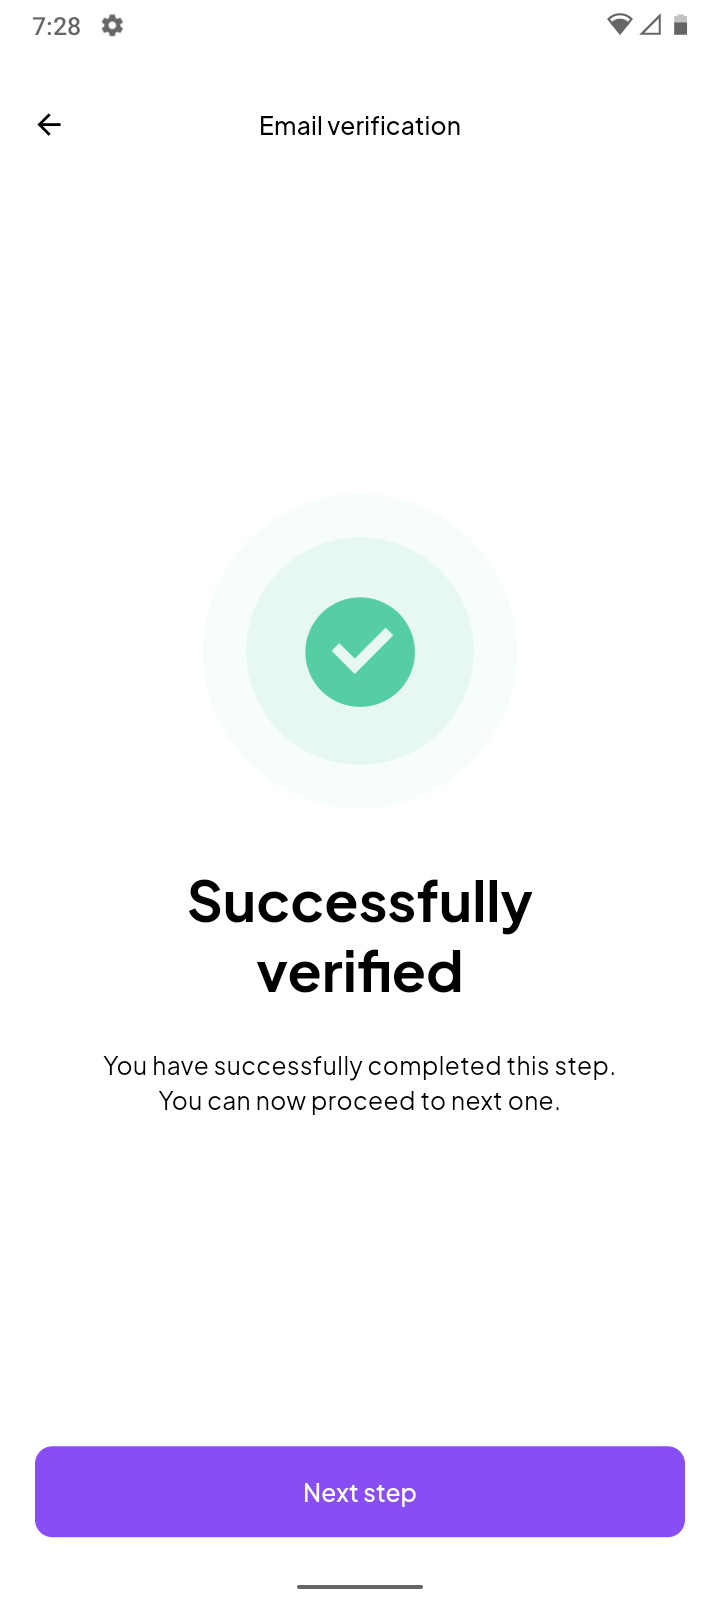 7:28
Email verification
Successfully
verified
You have successfully completed this step.
You can now proceed to next one.
Next step